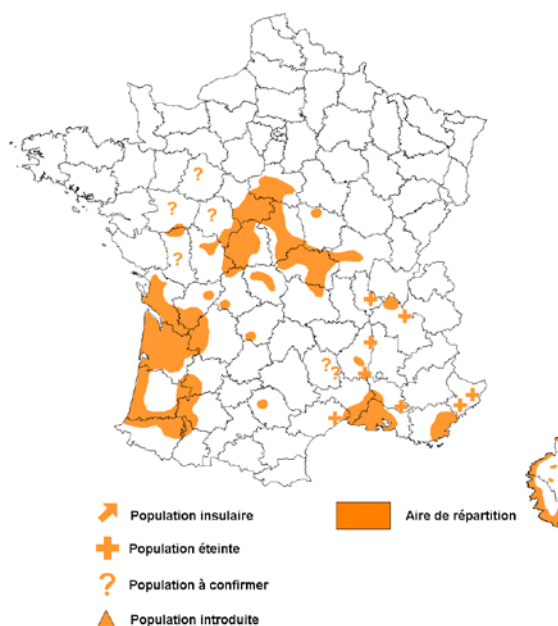 ?
?
?
?
?
?
Population insulaire
Aire de répartition
Population éteinte
?
Population à confirmer
Population introduite